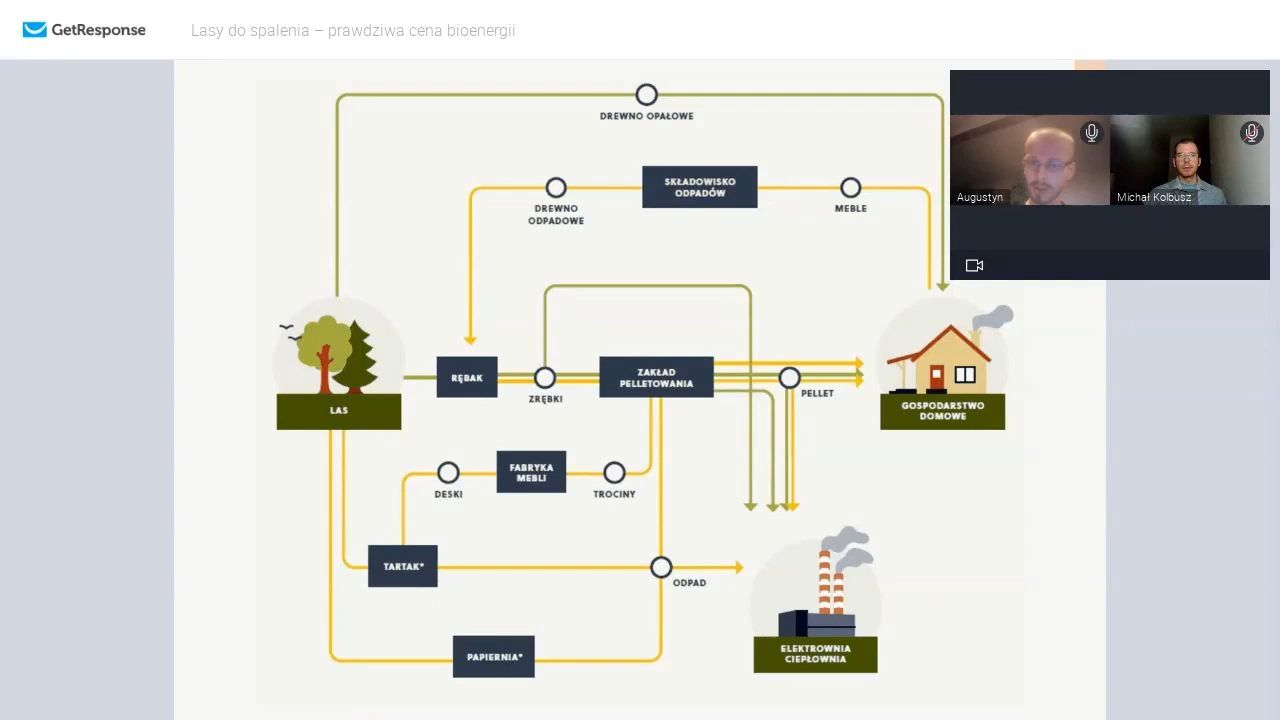 GetResponse
Lasy do spalenia – prawdziwa cena bioenergii
DREWNO OPAŁOWE
SKŁADOWISKO
ODPADÓW
DREWNO
ODPADOWE
MEBLE
Augustyn
Michał Kolbusz
LAS
RĘBAK
ZRĘBKI
ZAKŁAD
PELLETOWANIA
PELLET
GOSPODARSTWO
DOMOWE
DESKI
FABRYKA
MEBLI
TROCINY
TARTAK*
ODPAD
PAPIERNIA*
ELEKTROWNIA
CIEPŁOWNIA